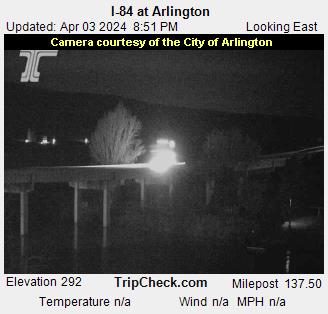 I-84 at Arlington
Updated: Apr 03 2024 8:51 PM Looking East
Camera courtesy of the City of Arlington
Elevation 292 TripCheck.com Milepost 137.50
Temperature n/a Wind n/a MPH n/a